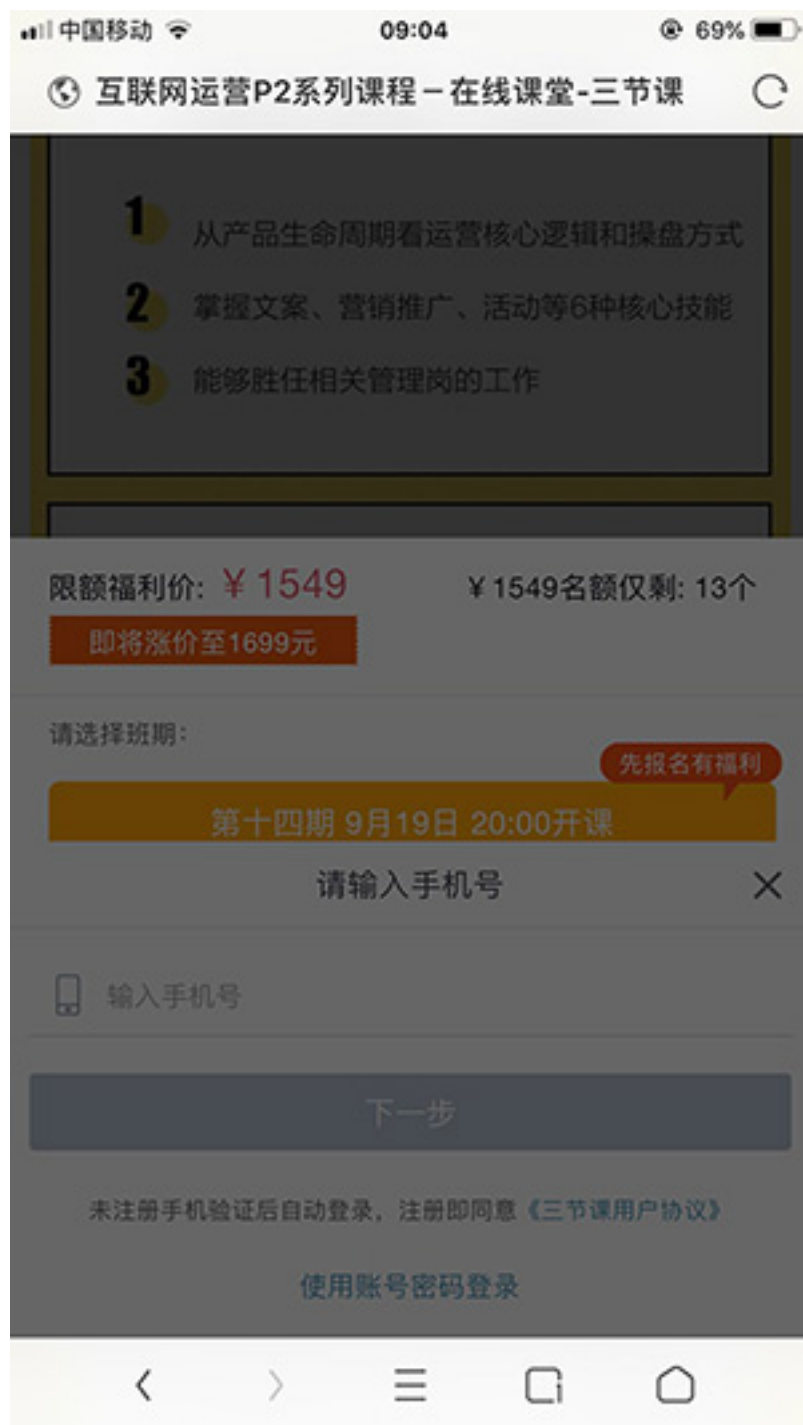 中国移动 09:04 69%
互联网运营P2系列课程－在线课堂-三节课
1 从产品生命周期看运营核心逻辑和操盘方式
2 掌握文案、营销推广、活动等6种核心技能
3 能够胜任相关管理岗的工作
限额福利价: ￥1549 ￥1549名额仅剩: 13个
即将涨价至1699元
请选择班期:
先报名有福利
第十四期 9月19日 20:00开课
请输入手机号
输入手机号
下一步
未注册手机验证后自动登录，注册即同意《三节课用户协议》
使用账号密码登录